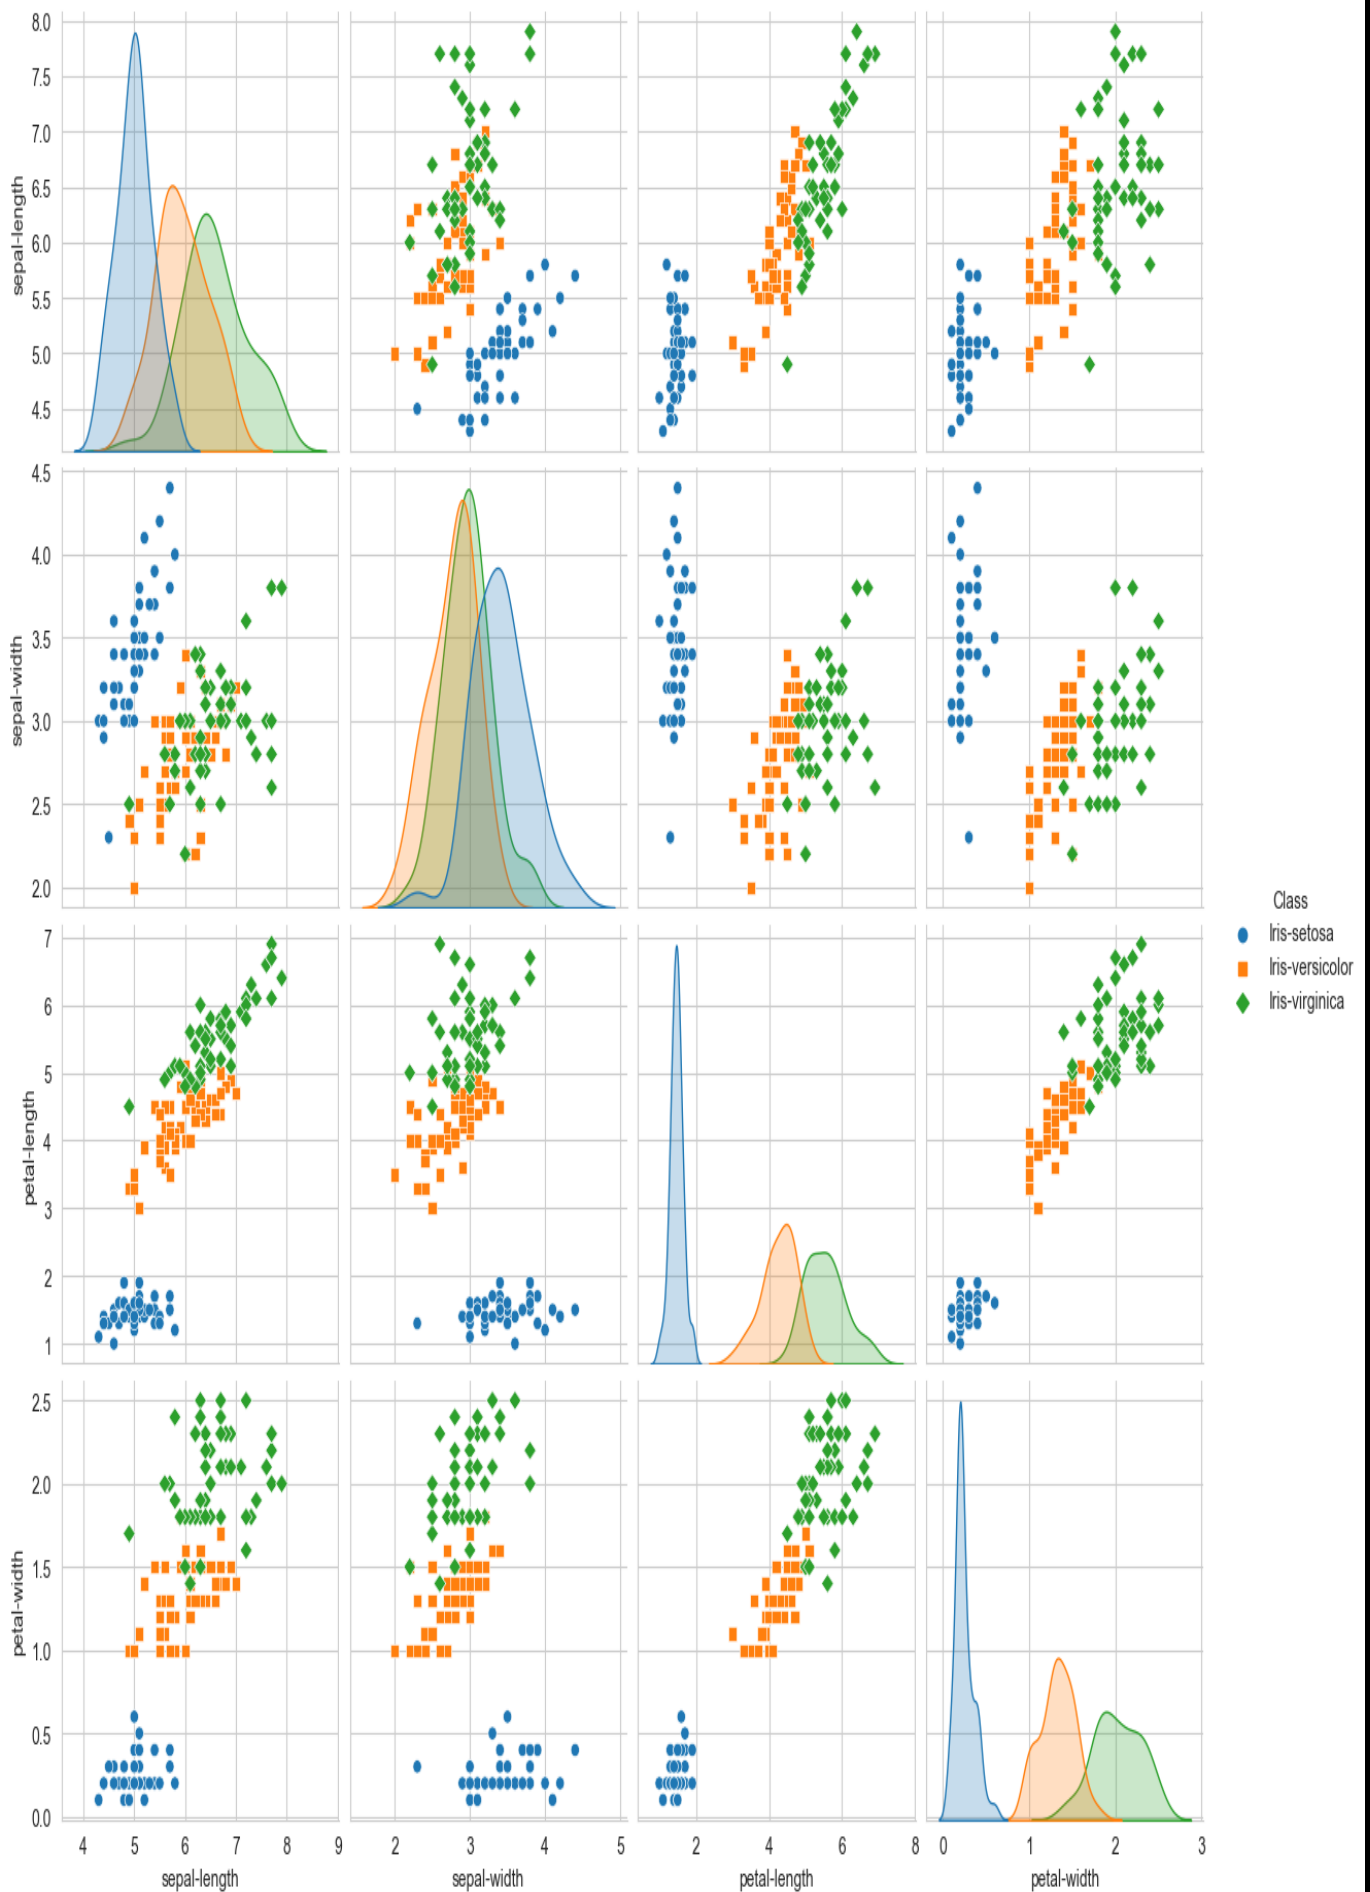 8.0
7.5
7.0
6.5
6.0
5.5
5.0
4.5
sepal-length
4.5
4.0
3.5
3.0
2.5
2.0
sepal-width
7
6
5
4
3
2
1
petal-length
2.5
2.0
1.5
1.0
0.5
0.0
petal-width
4 5 6 7 8 9
sepal-length
2 3 4 5
sepal-width
2 4 6 8
petal-length
0 1 2 3
petal-width
Class
Iris-setosa
Iris-versicolor
Iris-virginica